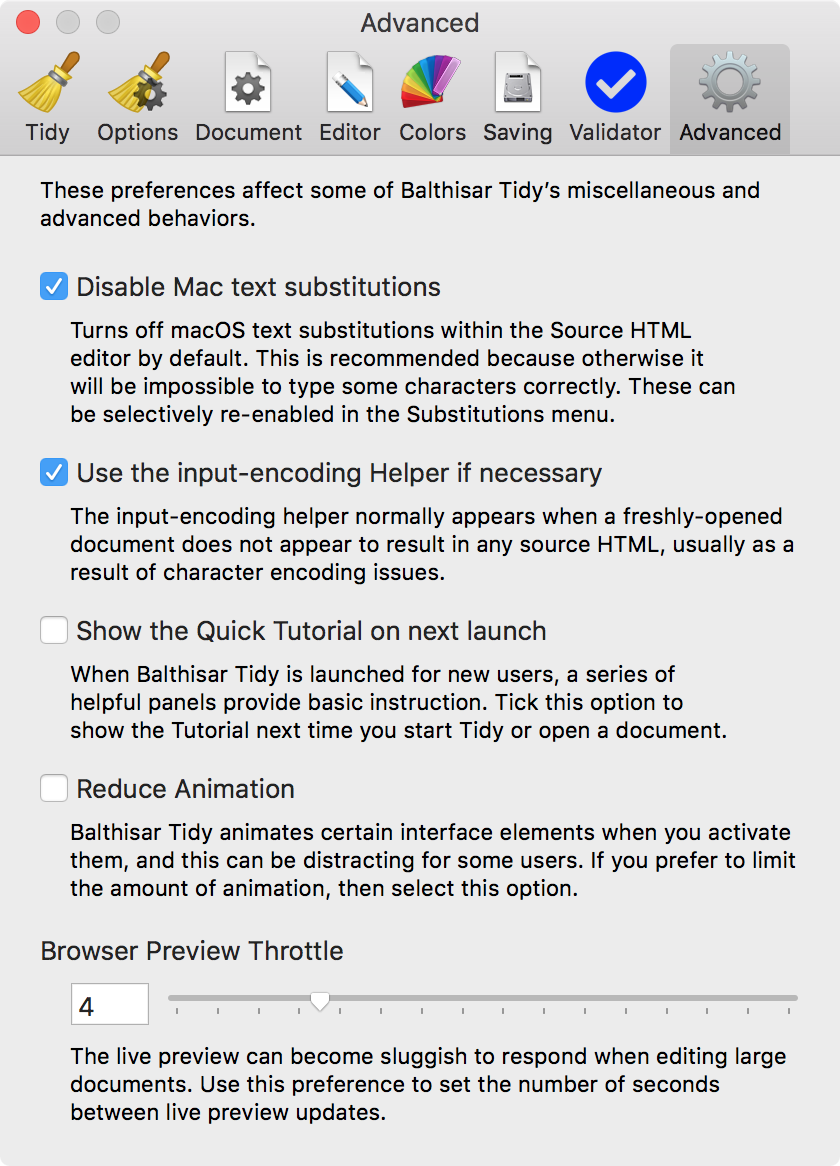 Advanced
Tidy Options Document Editor Colors Saving Validator Advanced
These preferences affect some of Balthisar Tidy’s miscellaneous and
advanced behaviors.
Disable Mac text substitutions
Turns off macOS text substitutions within the Source HTML
editor by default. This is recommended because otherwise it
will be impossible to type some characters correctly. These can
be selectively re-enabled in the Substitutions menu.
Use the input-encoding Helper if necessary
The input-encoding helper normally appears when a freshly-opened
document does not appear to result in any source HTML, usually as a
result of character encoding issues.
Show the Quick Tutorial on next launch
When Balthisar Tidy is launched for new users, a series of
helpful panels provide basic instruction. Tick this option to
show the Tutorial next time you start Tidy or open a document.
Reduce Animation
Balthisar Tidy animates certain interface elements when you activate
them, and this can be distracting for some users. If you prefer to limit
the amount of animation, then select this option.
Browser Preview Throttle
4
The live preview can become sluggish to respond when editing large
documents. Use this preference to set the number of seconds
between live preview updates.